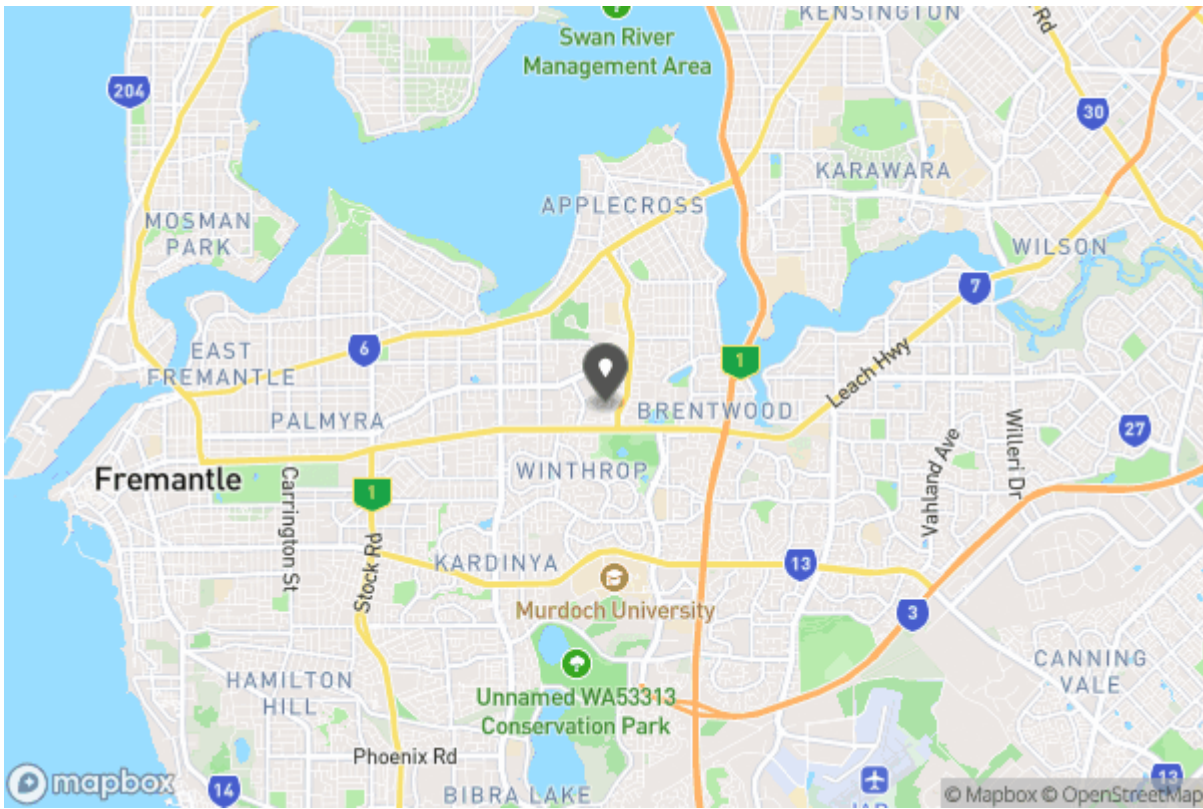 KENSINGTON
Rd
Swan River
Management Area
204
30
KARAWARA
APPLECROSS
MOSMAN
PARK
WILSON
7
EAST
FREMANTLE
6
1
Leach Hwy
PALMYRA
BRENTWOOD
27
Fremantle
WINTHROP
Vahland Ave
Willeri Dr
1
Carrington St
Stock Rd
KARDINYA
13
Murdoch University
3
HAMILTON
HILL
Unnamed WA53313
Conservation Park
CANNING
VALE
Phoenix Rd
mapbox
14
BIBRA LAKE
13
© Mapbox © OpenStreetMap